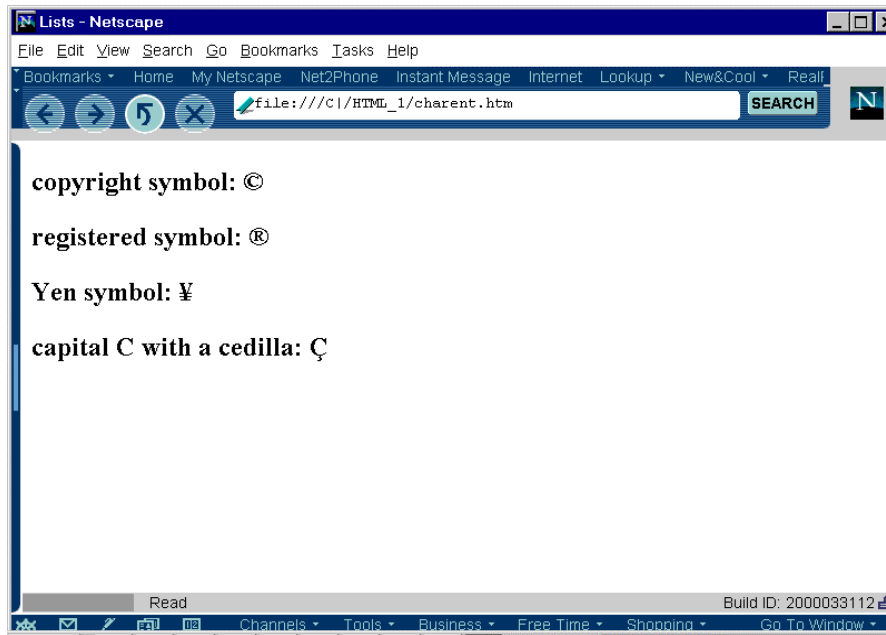 N Lists - Netscape
File Edit View Search Go Bookmarks Tasks Help
Bookmarks Home My Netscape Net2Phone Instant Message Internet Lookup New&Cool
file:///C|/HTML_1/charent.htm SEARCH N
copyright symbol: ©
registered symbol: ®
Yen symbol: ¥
capital C with a cedilla: Ç
Read Build ID: 2000033112
Channels Tools Business Free Time Shopping Go To Window